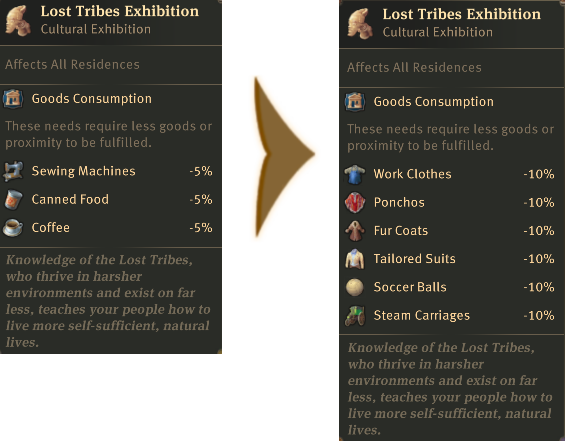 Lost Tribes Exhibition
Cultural Exhibition
Affects All Residences
Goods Consumption
These needs require less goods or
proximity to be fulfilled.
Sewing Machines -5%
Canned Food -5%
Coffee -5%
Knowledge of the Lost Tribes,
who thrive in harsher
environments and exist on far
less, teaches your people how to
live more self-sufficient, natural
lives.
Lost Tribes Exhibition
Cultural Exhibition
Affects All Residences
Goods Consumption
These needs require less goods or
proximity to be fulfilled.
Work Clothes -10%
Ponchos -10%
Fur Coats -10%
Tailored Suits -10%
Soccer Balls -10%
Steam Carriages -10%
Knowledge of the Lost Tribes,
who thrive in harsher
environments and exist on far
less, teaches your people how to
live more self-sufficient, natural
lives.